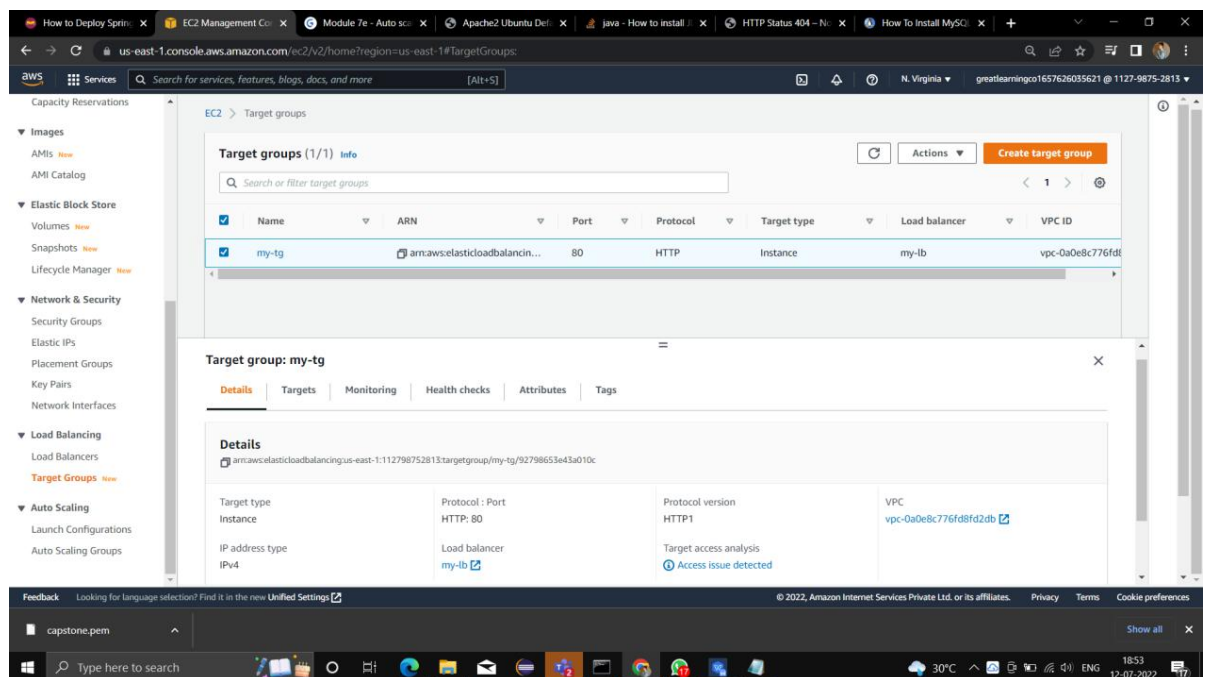 How to Deploy Spring
EC2 Management Con
Module 7e - Auto sca
Apache2 Ubuntu Defa
java - How to install J
HTTP Status 404 – No
How To Install MySQL
us-east-1.console.aws.amazon.com/ec2/v2/home?region=us-east-1#TargetGroups:
aws
Services
Search for services, features, blogs, docs, and more
[Alt+S]
N. Virginia
greatlearningco1657626035621 @ 1127-9875-2813
Capacity Reservations
Images
AMIs New
AMI Catalog
Elastic Block Store
Volumes New
Snapshots New
Lifecycle Manager New
Network & Security
Security Groups
Elastic IPs
Placement Groups
Key Pairs
Network Interfaces
Load Balancing
Load Balancers
Target Groups New
Auto Scaling
Launch Configurations
Auto Scaling Groups
EC2 > Target groups
Target groups (1/1) Info
Actions
Create target group
Search or filter target groups
1
Name ARN Port Protocol Target type Load balancer VPC ID
my-tg arn:aws:elasticloadbalancin... 80 HTTP Instance my-lb vpc-0a0e8c776fd8
Target group: my-tg
Details Targets Monitoring Health checks Attributes Tags
Details
arn:aws:elasticloadbalancing:us-east-1:112798752813:targetgroup/my-tg/92798653e43a010c
Target type Protocol : Port Protocol version VPC
Instance HTTP: 80 HTTP1 vpc-0a0e8c776fd8fd2db
IP address type Load balancer Target access analysis
IPv4 my-lb Access issue detected
Feedback Looking for language selection? Find it in the new Unified Settings
© 2022, Amazon Internet Services Private Ltd. or its affiliates. Privacy Terms Cookie preferences
capstone.pem
Show all
Type here to search
30°C
ENG
18:53
12-07-2022
17